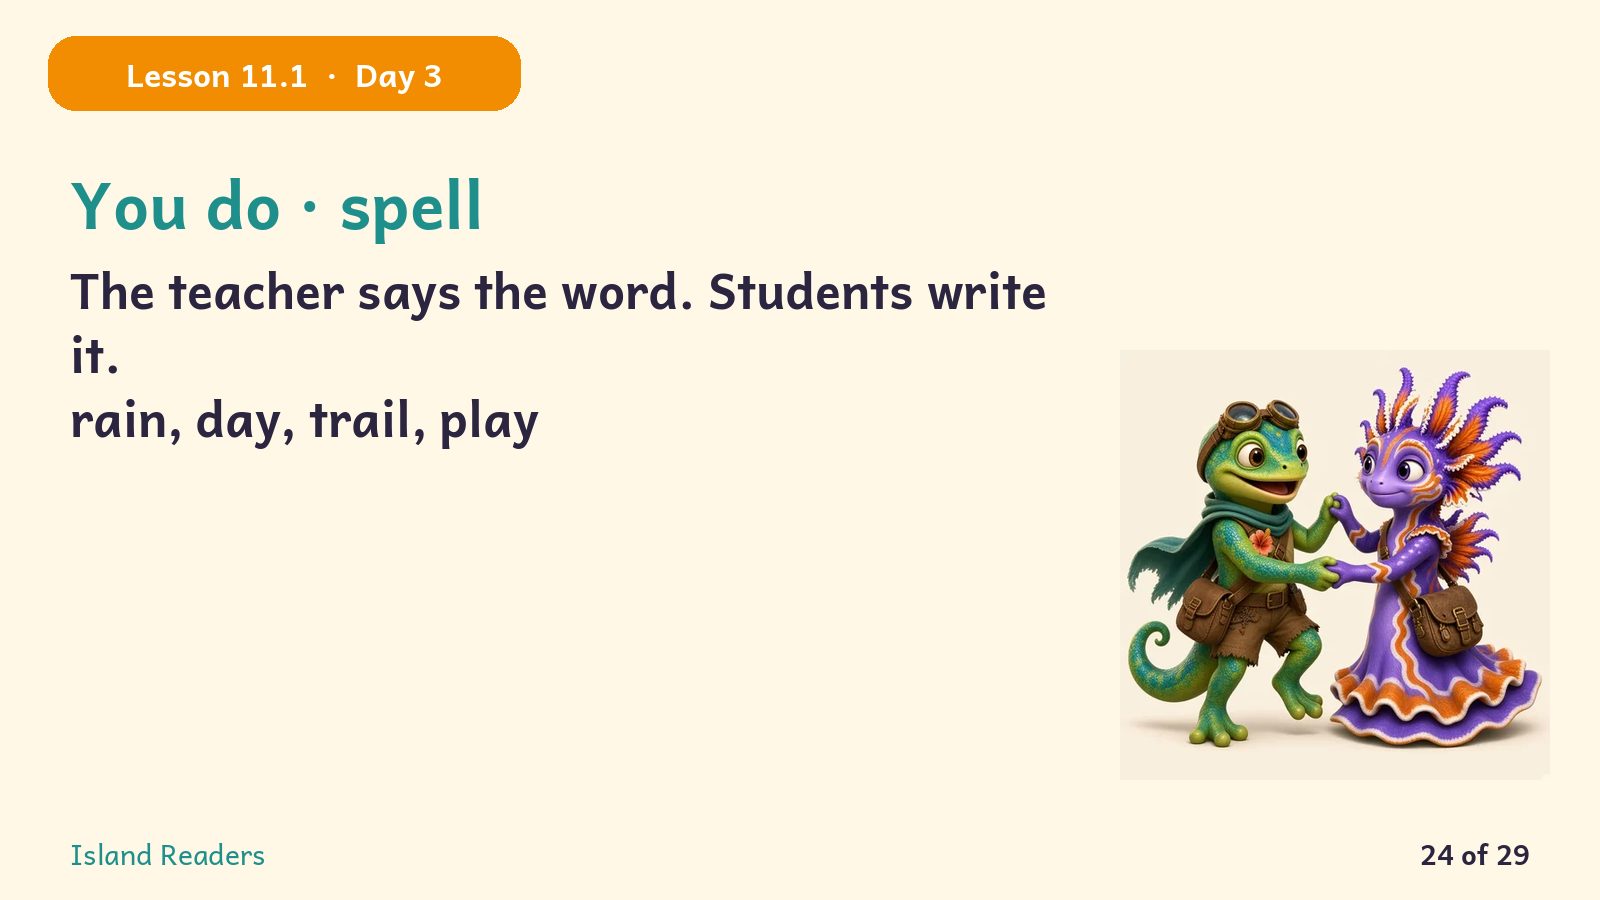 Lesson 11.1 · Day 3
You do · spell
The teacher says the word. Students write
it.
rain, day, trail, play
Island Readers
24 of 29